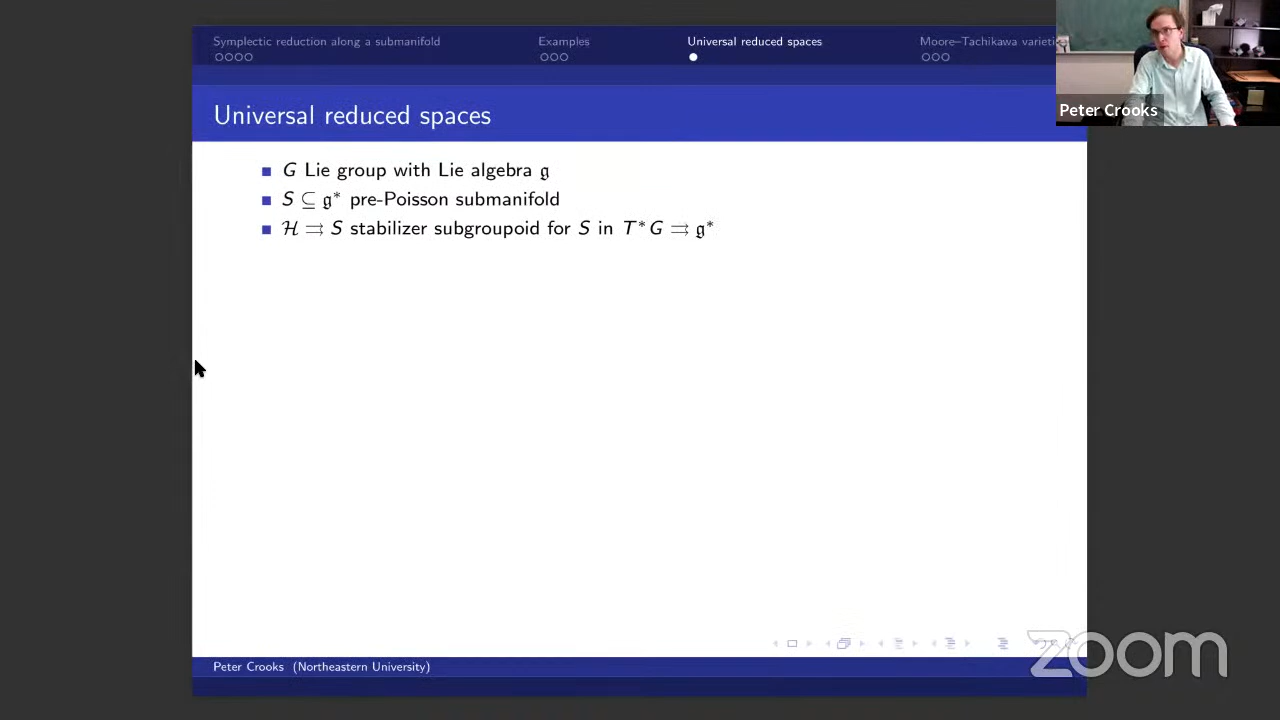 Symplectic reduction along a submanifold Examples Universal reduced spaces Moore–Tachikawa
Peter Crooks
Universal reduced spaces
G Lie group with Lie algebra 𝔤
S ⊆ 𝔤* pre-Poisson submanifold
ℋ ⇉ S stabilizer subgroupoid for S in T*G ⇉ 𝔤*
Peter Crooks (Northeastern University)
zoom